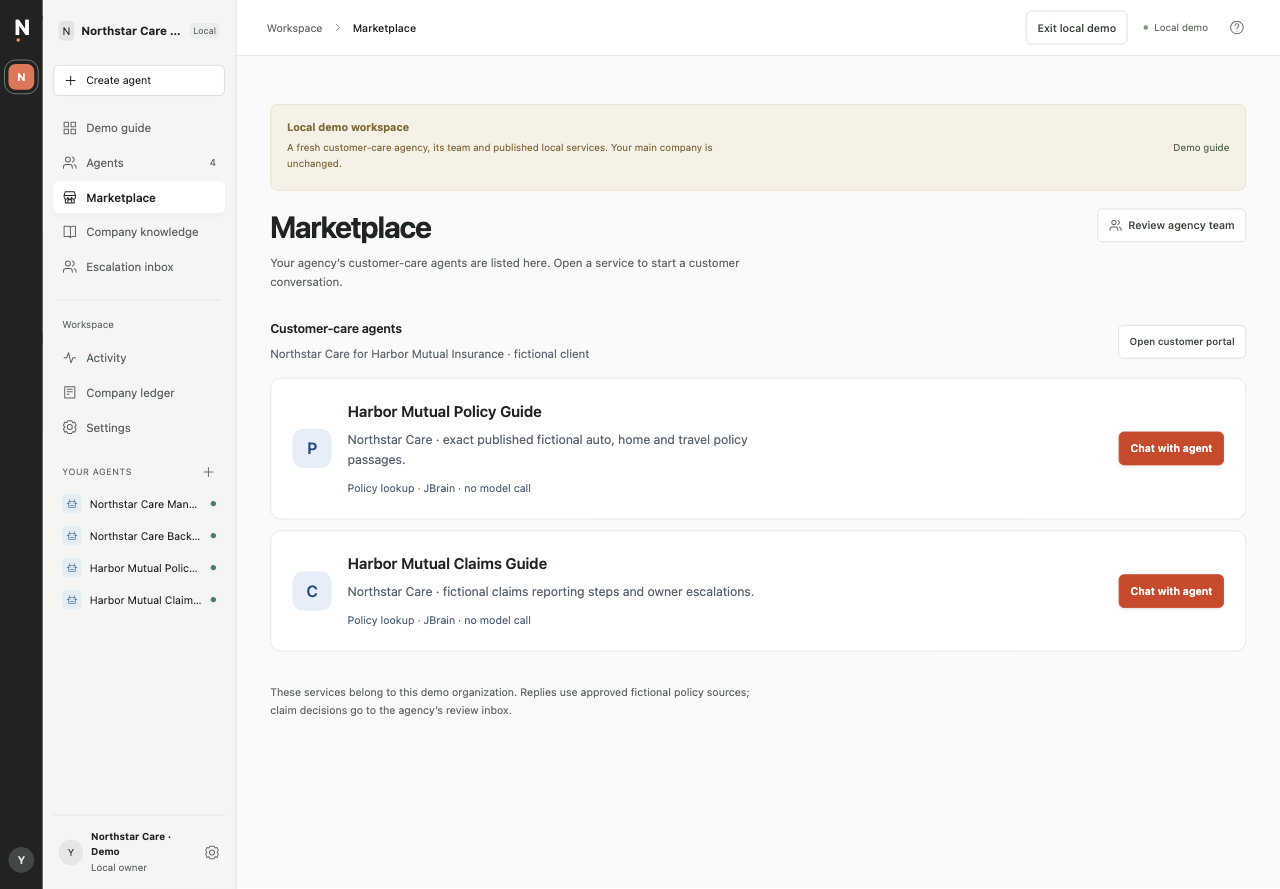 N
N
N
Northstar Care ...
Local
Create agent
Demo guide
Agents
4
Marketplace
Company knowledge
Escalation inbox
Workspace
Activity
Company ledger
Settings
YOUR AGENTS
Northstar Care Man...
Northstar Care Back...
Harbor Mutual Polic...
Harbor Mutual Claim...
Y
Y
Northstar Care ·
Demo
Local owner
Workspace
Marketplace
Exit local demo
Local demo
Local demo workspace
A fresh customer-care agency, its team and published local services. Your main company is
unchanged.
Demo guide
Marketplace
Review agency team
Your agency's customer-care agents are listed here. Open a service to start a customer
conversation.
Customer-care agents
Northstar Care for Harbor Mutual Insurance · fictional client
Open customer portal
P
Harbor Mutual Policy Guide
Northstar Care · exact published fictional auto, home and travel policy
passages.
Policy lookup · JBrain · no model call
Chat with agent
C
Harbor Mutual Claims Guide
Northstar Care · fictional claims reporting steps and owner escalations.
Policy lookup · JBrain · no model call
Chat with agent
These services belong to this demo organization. Replies use approved fictional policy sources;
claim decisions go to the agency's review inbox.